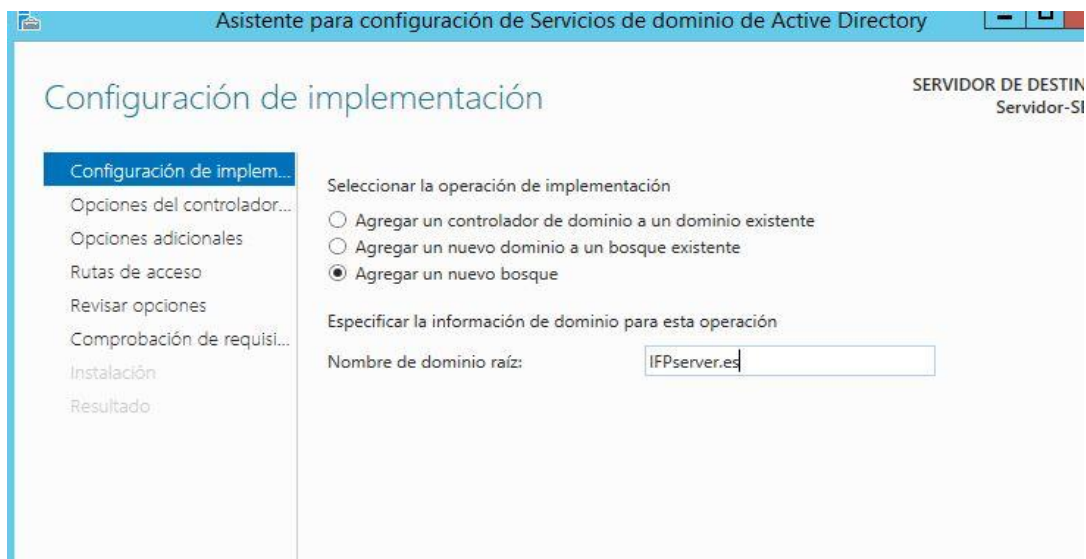 Asistente para configuración de Servicios de dominio de Active Directory
Configuración de implementación
SERVIDOR DE DESTIN
Servidor-SE
Configuración de implem...
Opciones del controlador...
Opciones adicionales
Rutas de acceso
Revisar opciones
Comprobación de requisi...
Instalación
Resultado
Seleccionar la operación de implementación
Agregar un controlador de dominio a un dominio existente
Agregar un nuevo dominio a un bosque existente
Agregar un nuevo bosque
Especificar la información de dominio para esta operación
Nombre de dominio raíz: IFPserver.es